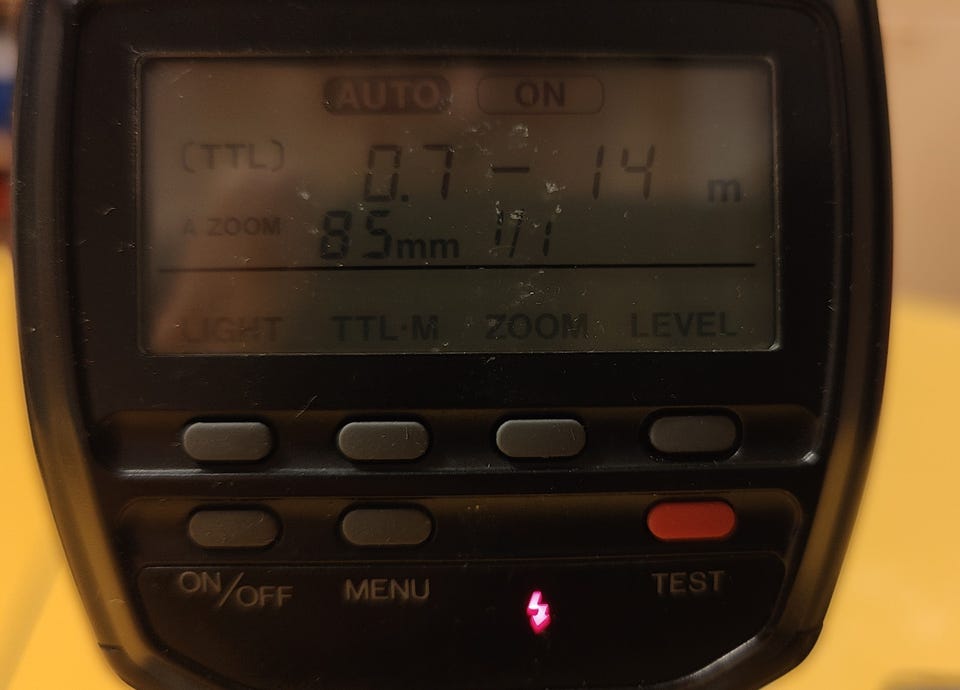 AUTO ON
(TTL) 0.7 - 14 m
A ZOOM 85mm 1/1
LIGHT TTL·M ZOOM LEVEL
ON/OFF MENU TEST